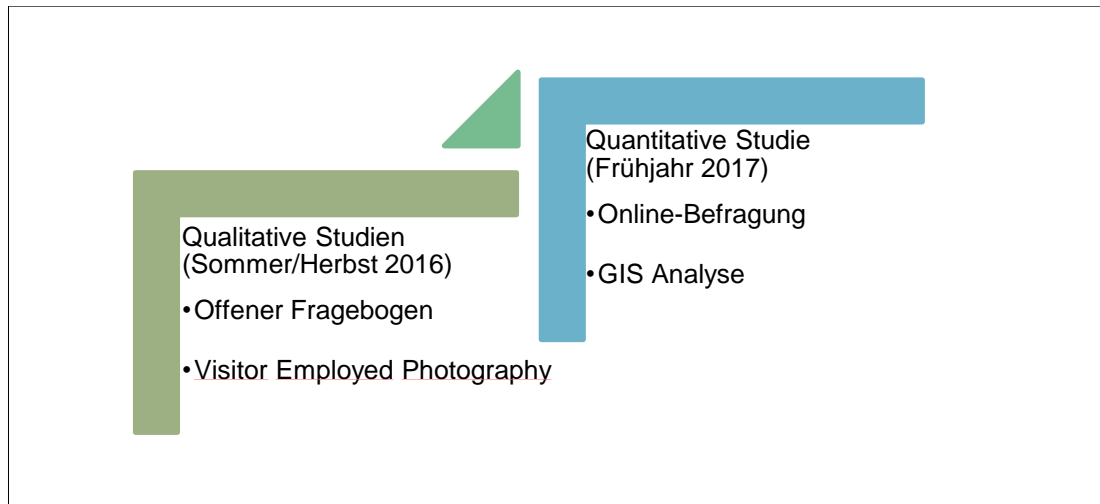 Qualitative Studien
(Sommer/Herbst 2016)
•Offener Fragebogen
•Visitor Employed Photography
Quantitative Studie
(Frühjahr 2017)
•Online-Befragung
•GIS Analyse